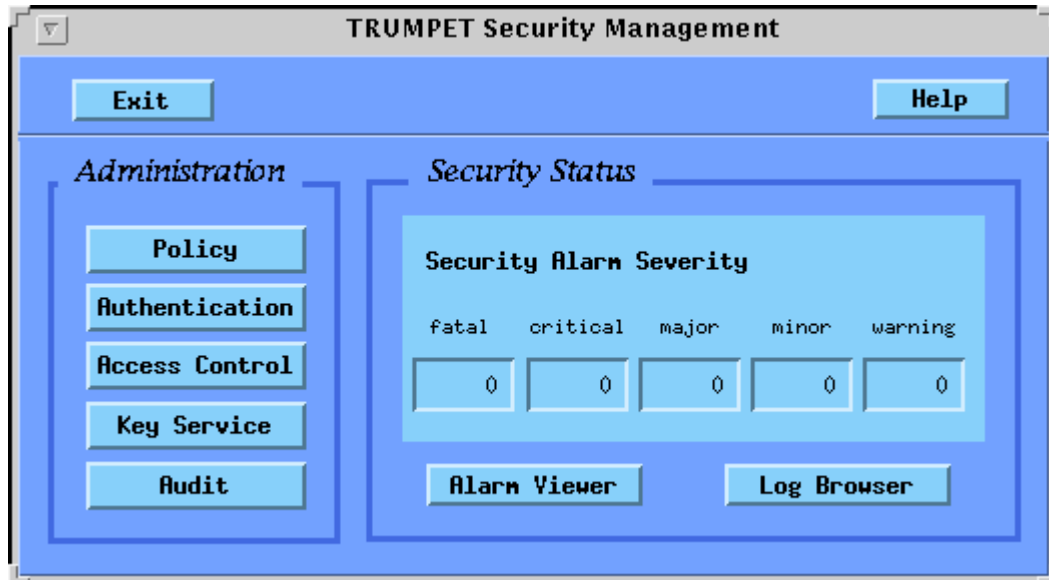 TRUMPET Security Management
Exit Help
Administration
Policy
Authentication
Access Control
Key Service
Audit
Security Status
Security Alarm Severity
fatal critical major minor warning
0 0 0 0 0
Alarm Viewer Log Browser